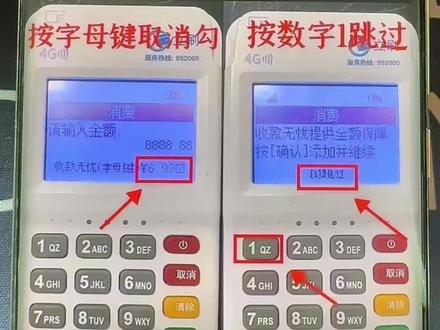 按字母键取消勾
4G
服务热线: 952005
消费
请输入金额:
8888.88
收款无忧(字母键)¥6.90☑
1 QZ
2 ABC
3 DEF
4 GHI
5 JKL
6 MNO
取消
7 PRS
8 TUV
9 WXY
清除
按数字1跳过
立刷
4G
服务热线: 952005
消费
收款无忧提供全额保障
按[确认]添加并继续
[1]跳过
1 QZ
2 ABC
3 DEF
4 GHI
5 JKL
6 MNO
取消
7 PRS
8 TUV
9 WXY
清除